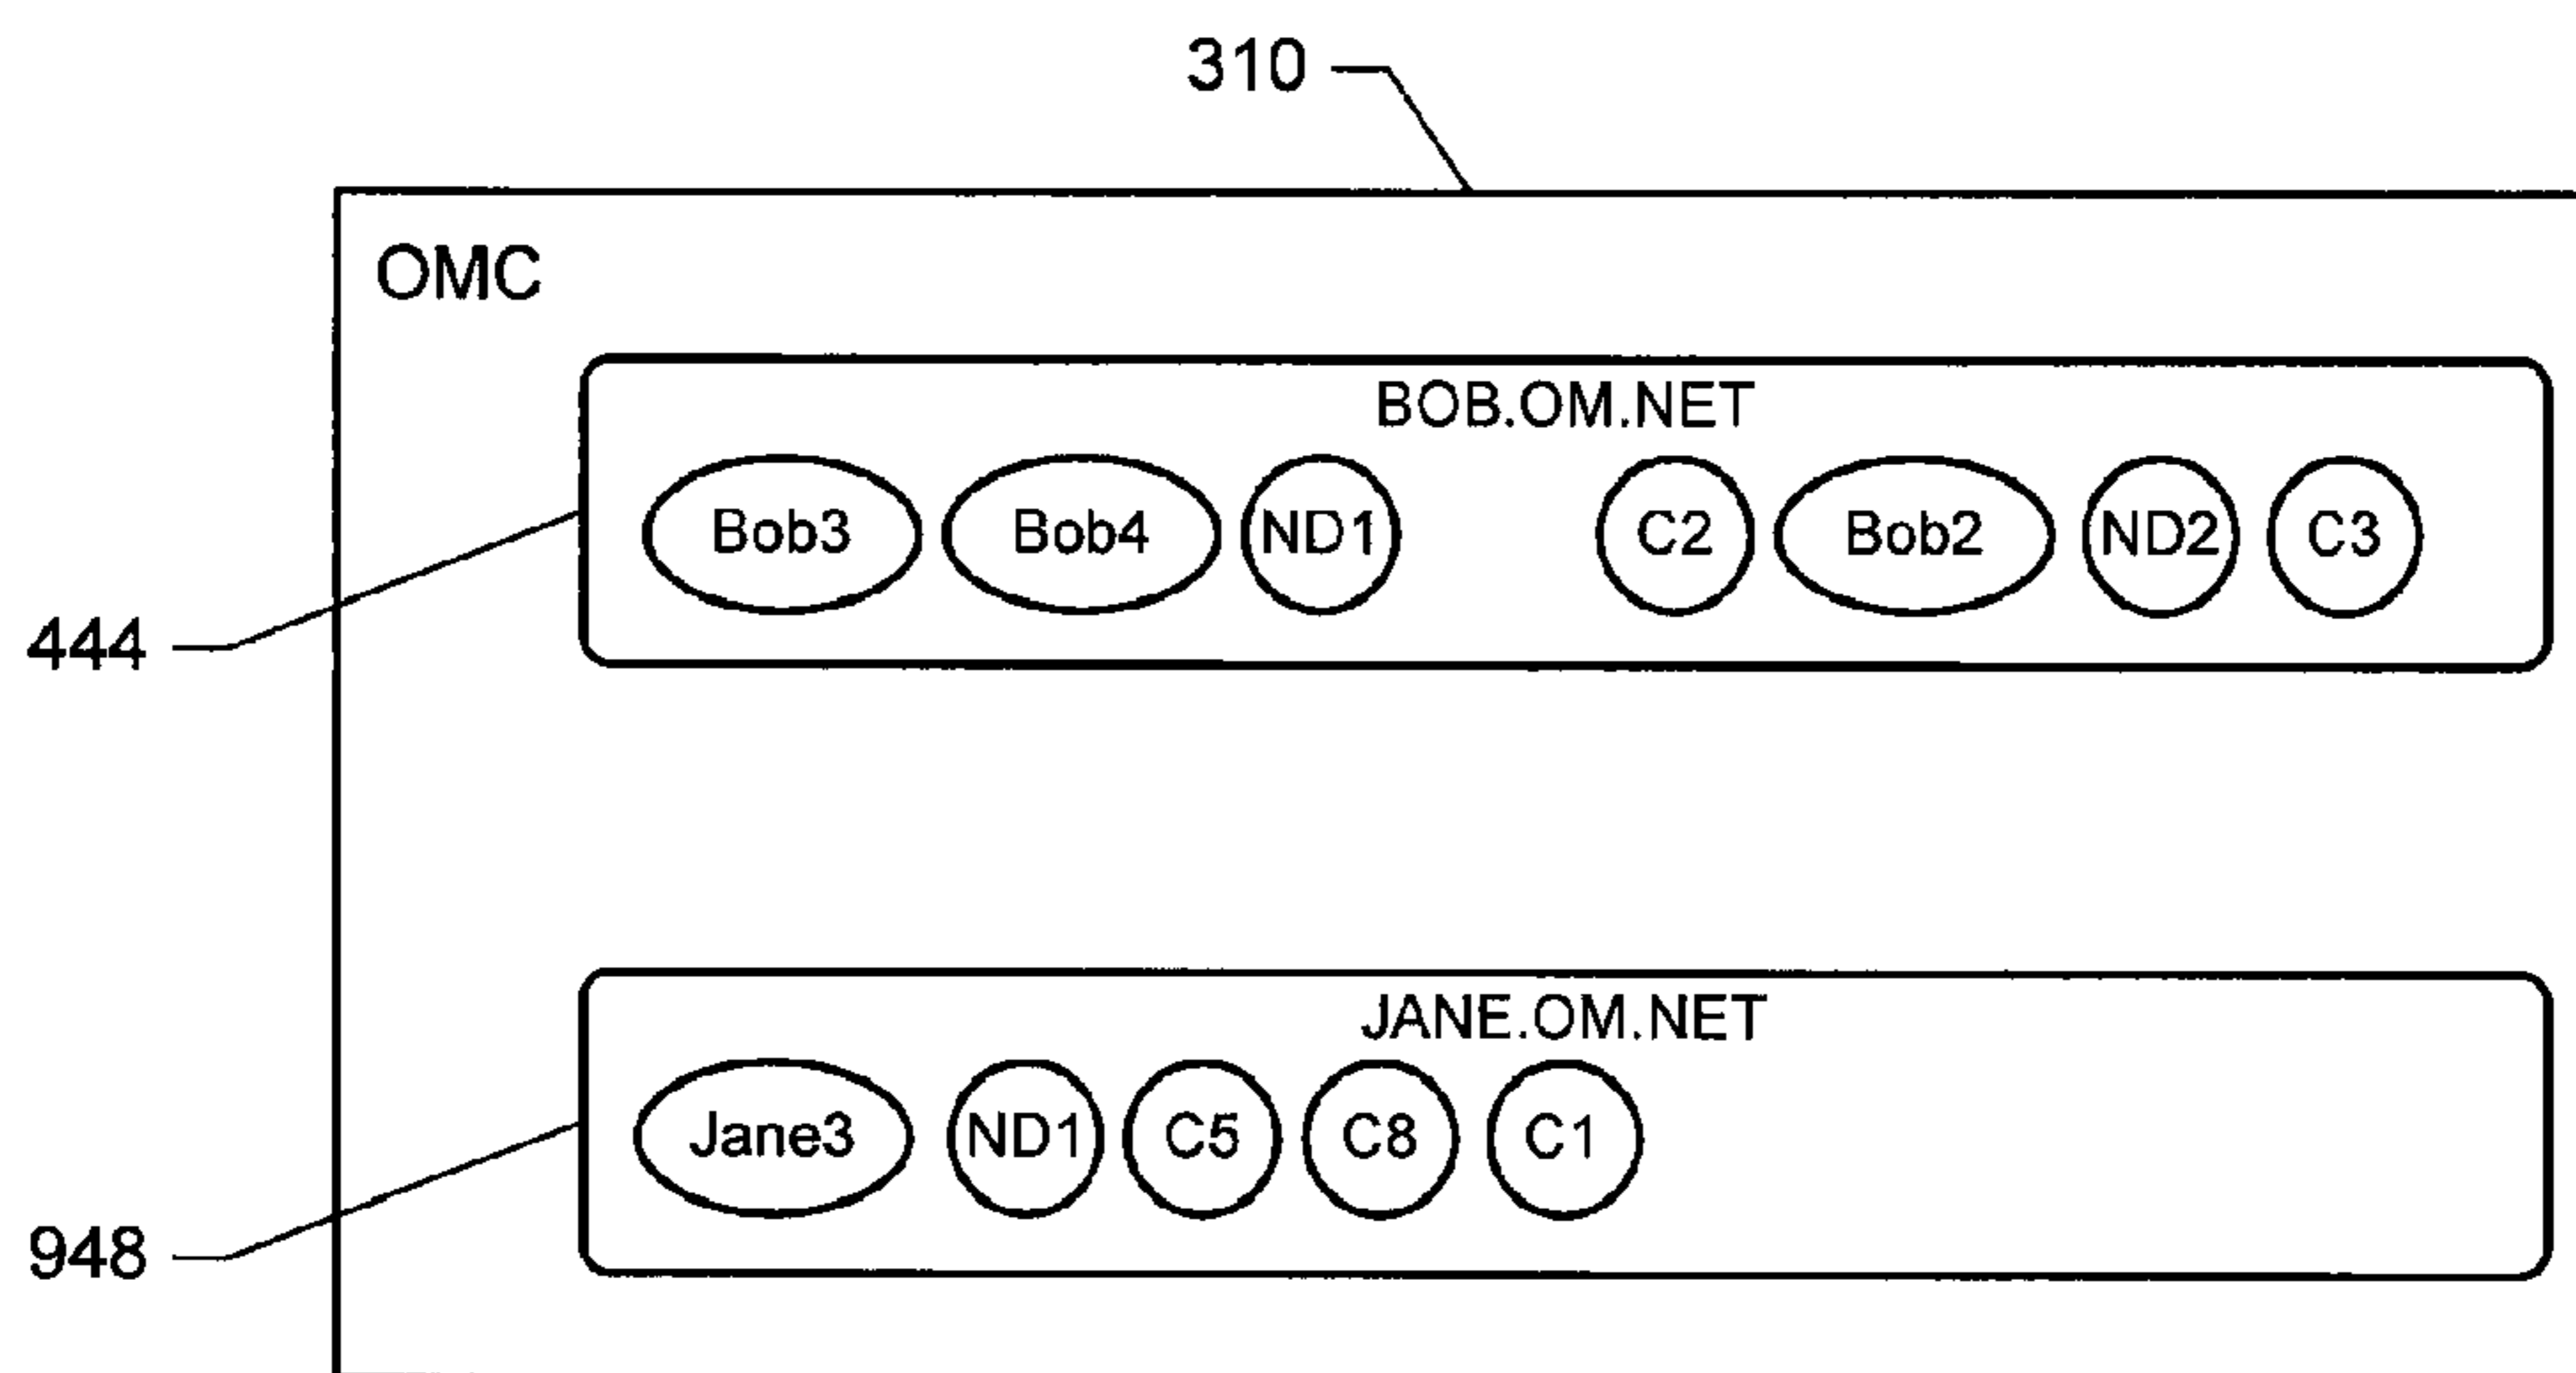 310
OMC
BOB.OM.NET
Bob3 Bob4 ND1 C2 Bob2 ND2 C3
444
JANE.OM.NET
Jane3 ND1 C5 C8 C1
948